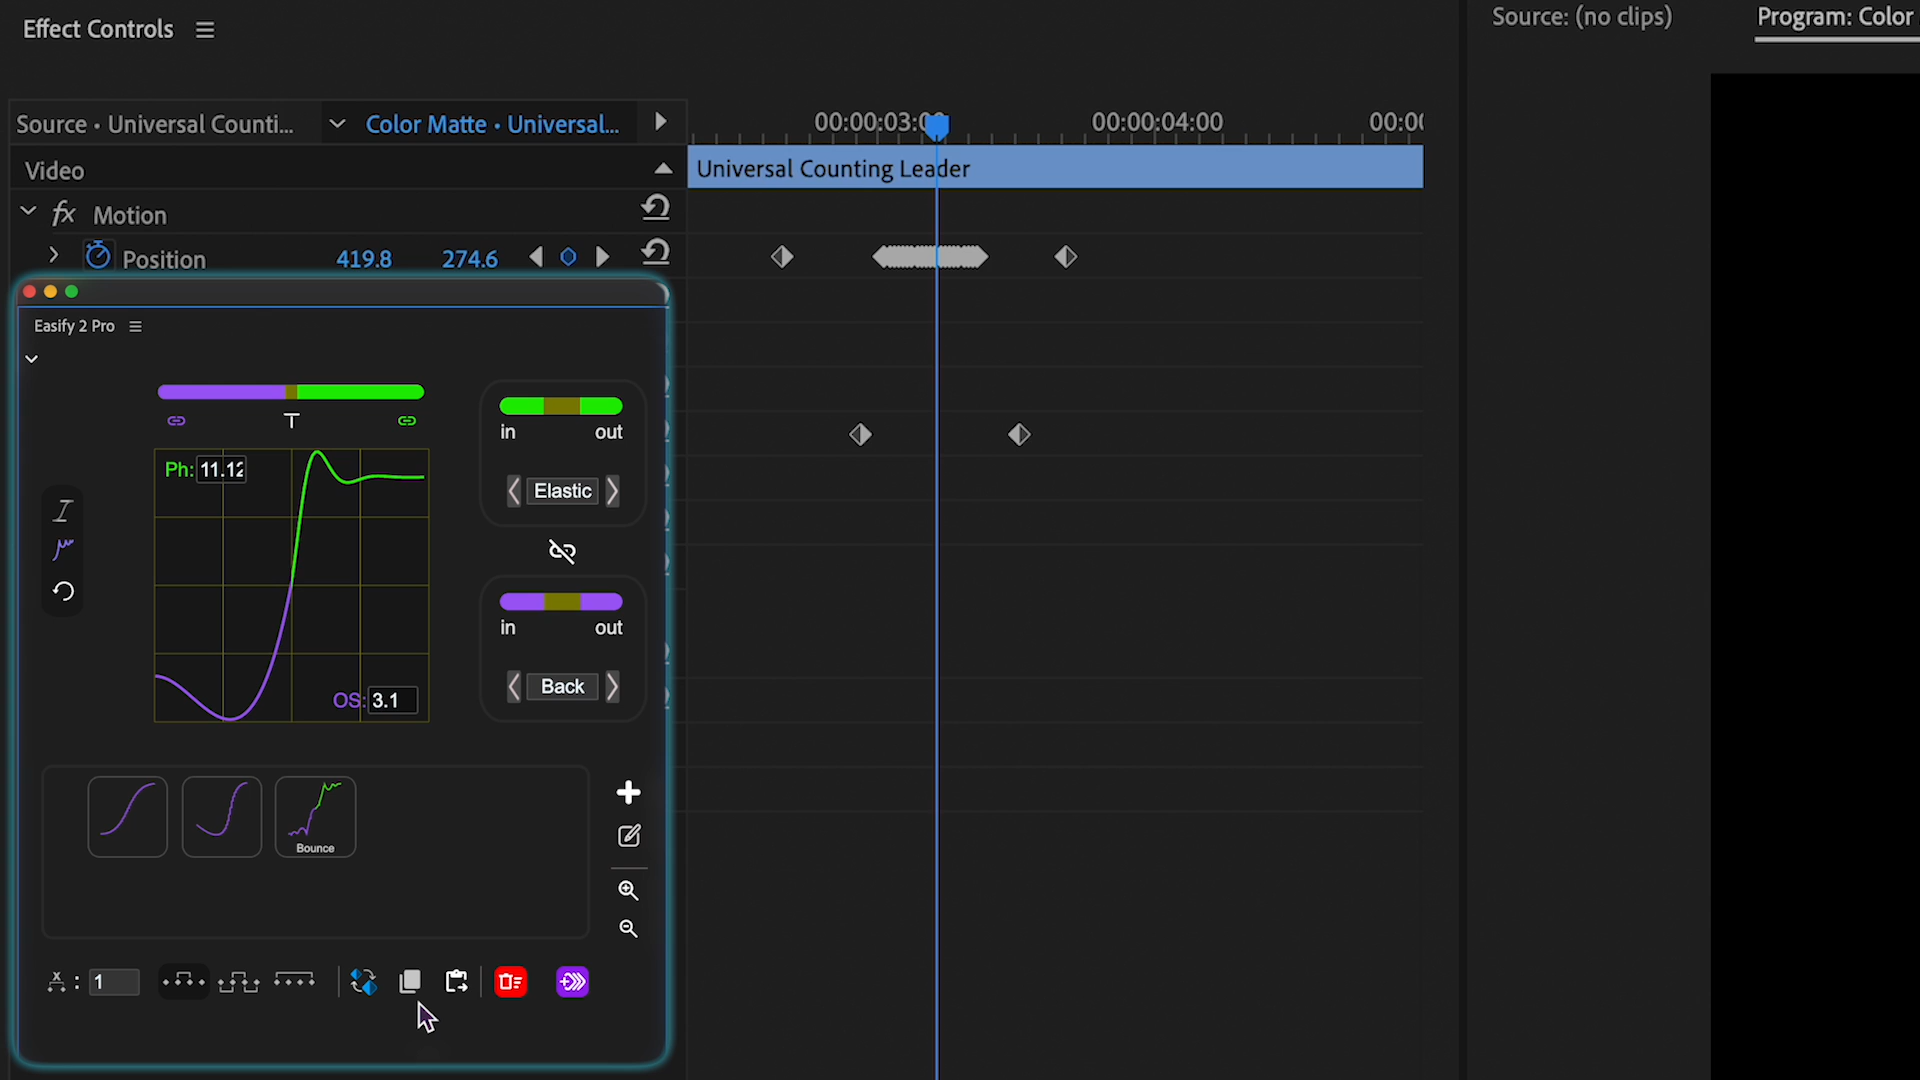 Effect Controls
Source: (no clips)
Program: Color
Source • Universal Counti...
Color Matte • Universal...
00:00:03:0
00:00:04:00
00:00
Video
Universal Counting Leader
fx Motion
Position 419.8 274.6
Easify 2 Pro
T
in out
Ph: 11.12
Elastic
in out
OS: 3.1
Back
Bounce
x : 1